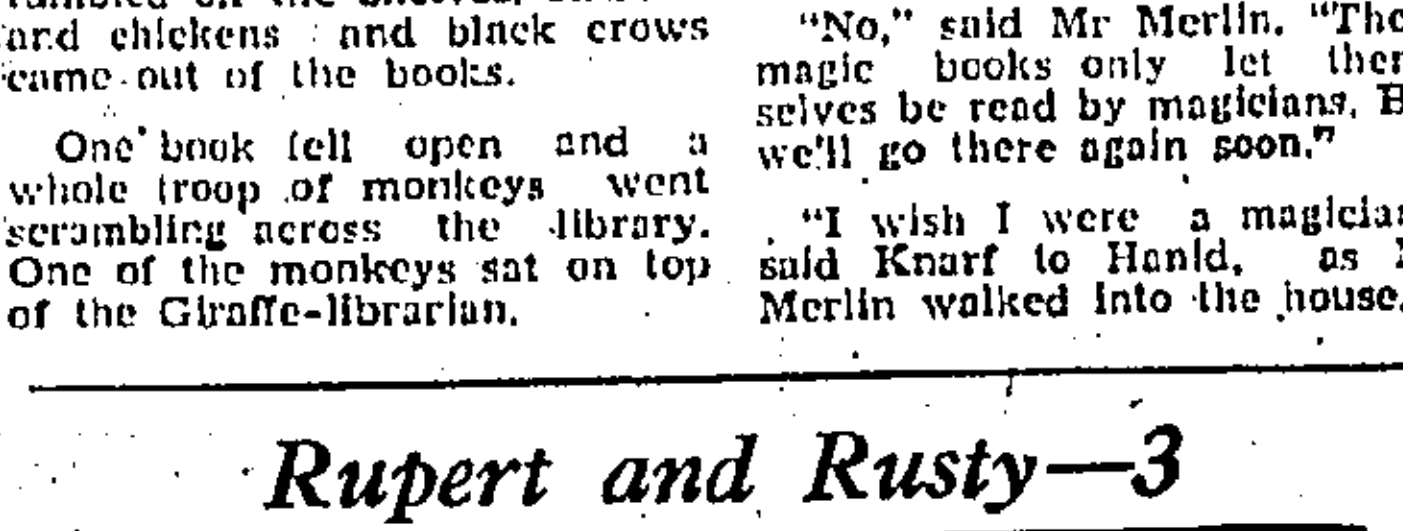 and chickens and black crows
came out of the books.
One book fell open and a
whole troop of monkeys went
scrambling across the library.
One of the monkeys sat on top
of the Giraffe-librarian.
"No," said Mr Merlin. "The
magic books only let them
selves be read by magicians. B
we'll go there again soon."
"I wish I were a magicia
said Knarf to Hanid, as
Merlin walked into the house.
Rupert and Rusty—3